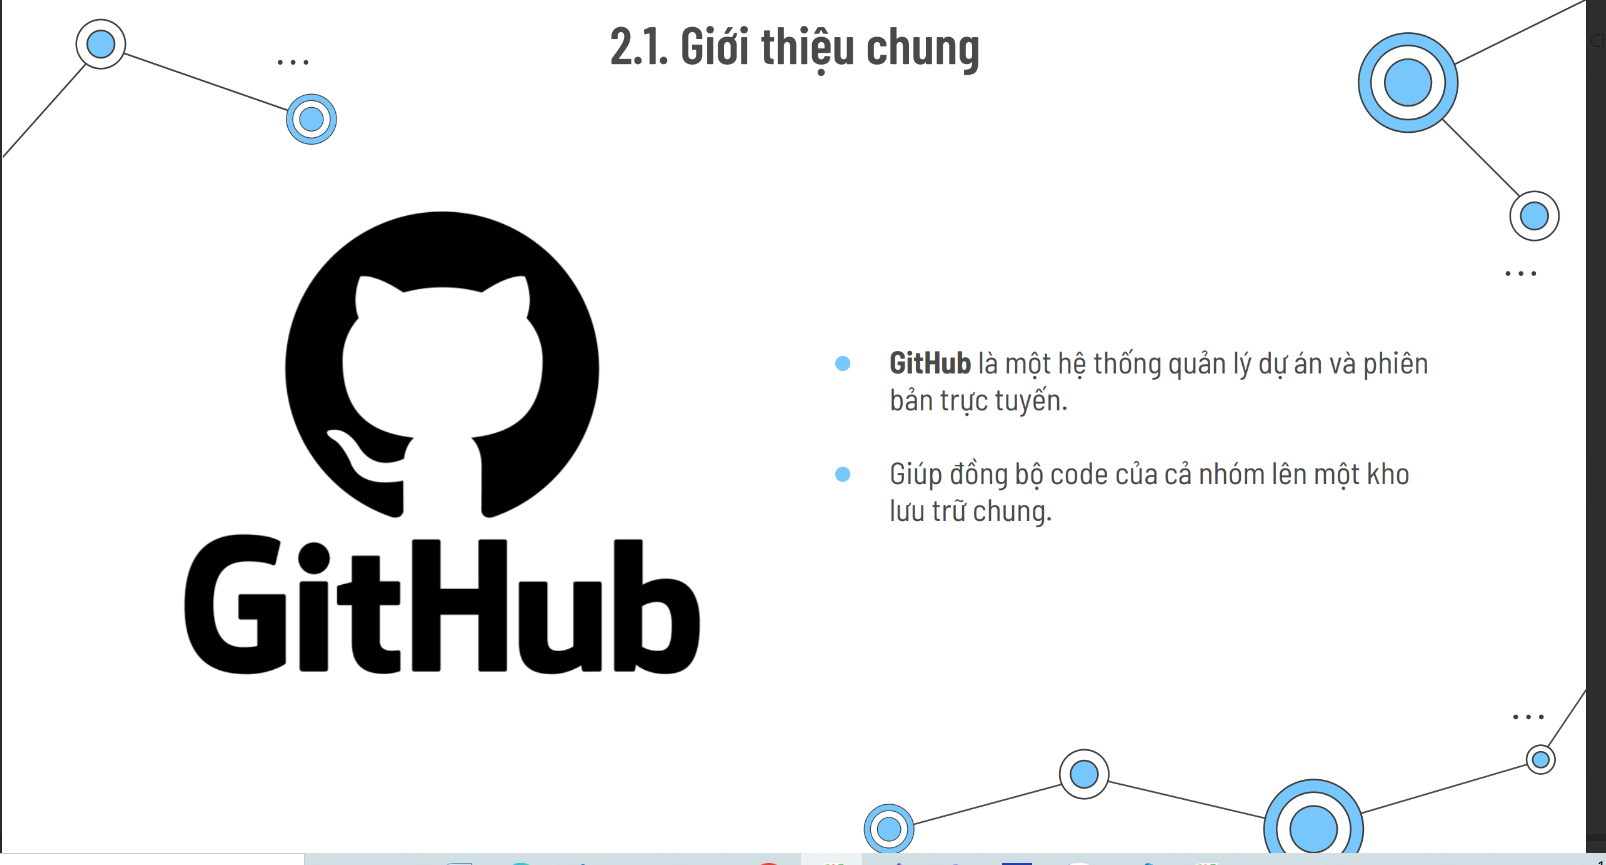 2.1. Giới thiệu chung
GitHub là một hệ thống quản lý dự án và phiên
bản trực tuyến.
Giúp đồng bộ code của cả nhóm lên một kho
lưu trữ chung.
GitHub